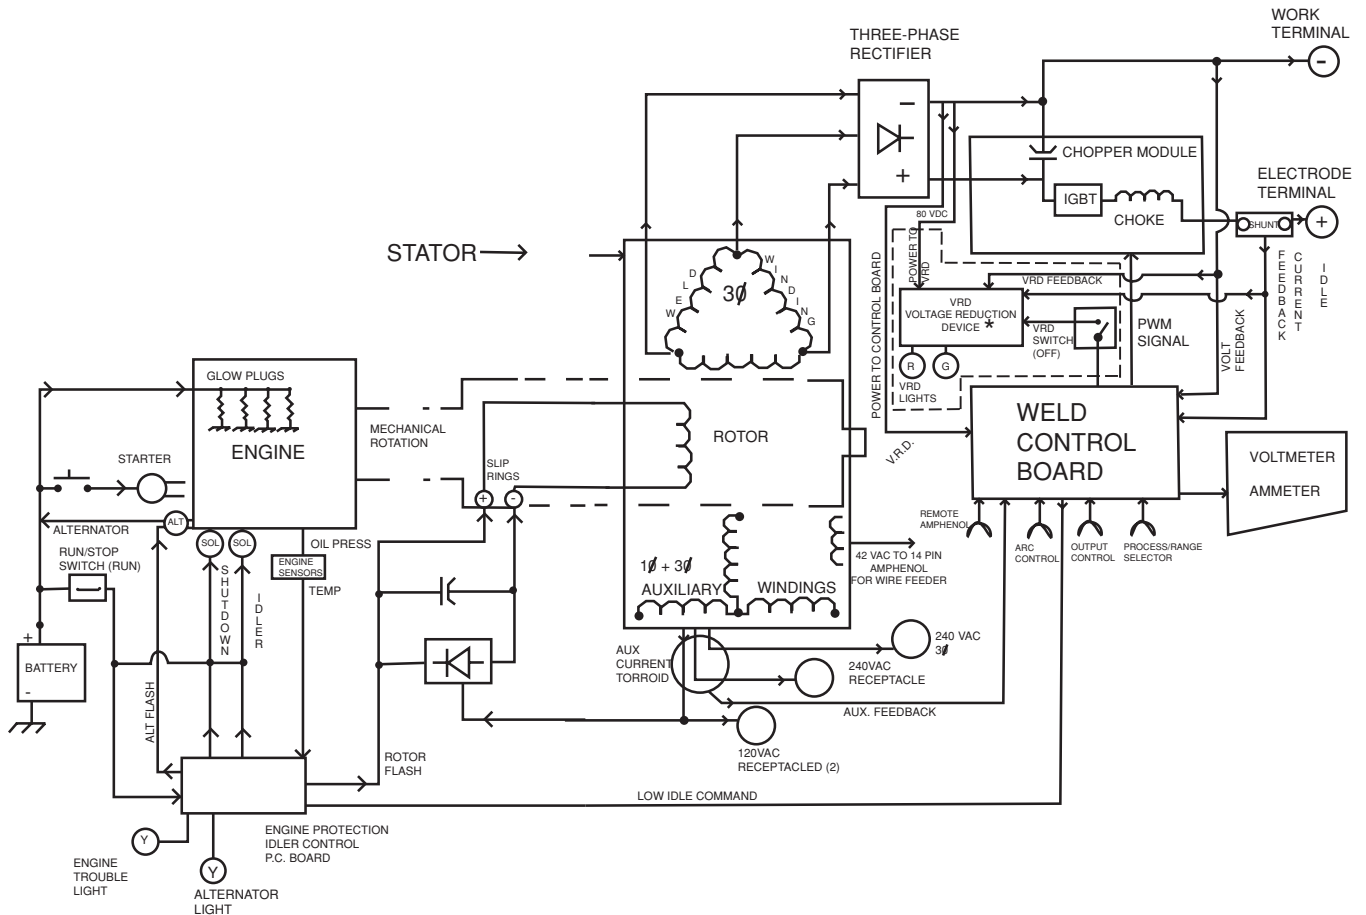 WORK
TERMINAL
-
THREE-PHASE
RECTIFIER
-
+
CHOPPER MODULE
IGBT
CHOKE
ELECTRODE
TERMINAL
SHUNT
+
80 VDC
POWER TO
VRD
POWER TO CONTROL BOARD
VRD FEEDBACK
VRD
VOLTAGE REDUCTION
DEVICE *
VRD
SWITCH
(OFF)
R
G
VRD
LIGHTS
PWM
SIGNAL
VOLT
FEEDBACK
FEEDBACK
CURRENT
IDLE
STATOR
WELD
WINDING
3Ø
V.R.D.
WELD
CONTROL
BOARD
VOLTMETER
AMMETER
REMOTE
AMPHENOL
ARC
CONTROL
OUTPUT
CONTROL
PROCESS/RANGE
SELECTOR
GLOW PLUGS
ENGINE
MECHANICAL
ROTATION
SLIP
RINGS
+
-
ROTOR
STARTER
ALTERNATOR
ALT
RUN/STOP
SWITCH (RUN)
SOL
SOL
SHUTDOWN
IDLER
OIL PRESS
ENGINE
SENSORS
TEMP
+
BATTERY
-
ALT FLASH
1Ø + 3Ø
AUXILIARY
WINDINGS
42 VAC TO 14 PIN
AMPHENOL
FOR WIRE FEEDER
AUX
CURRENT
TORROID
240 VAC
3Ø
240VAC
RECEPTACLE
AUX. FEEDBACK
120VAC
RECEPTACLED (2)
ROTOR
FLASH
LOW IDLE COMMAND
ENGINE PROTECTION
IDLER CONTROL
P.C. BOARD
Y
ENGINE
TROUBLE
LIGHT
Y
ALTERNATOR
LIGHT